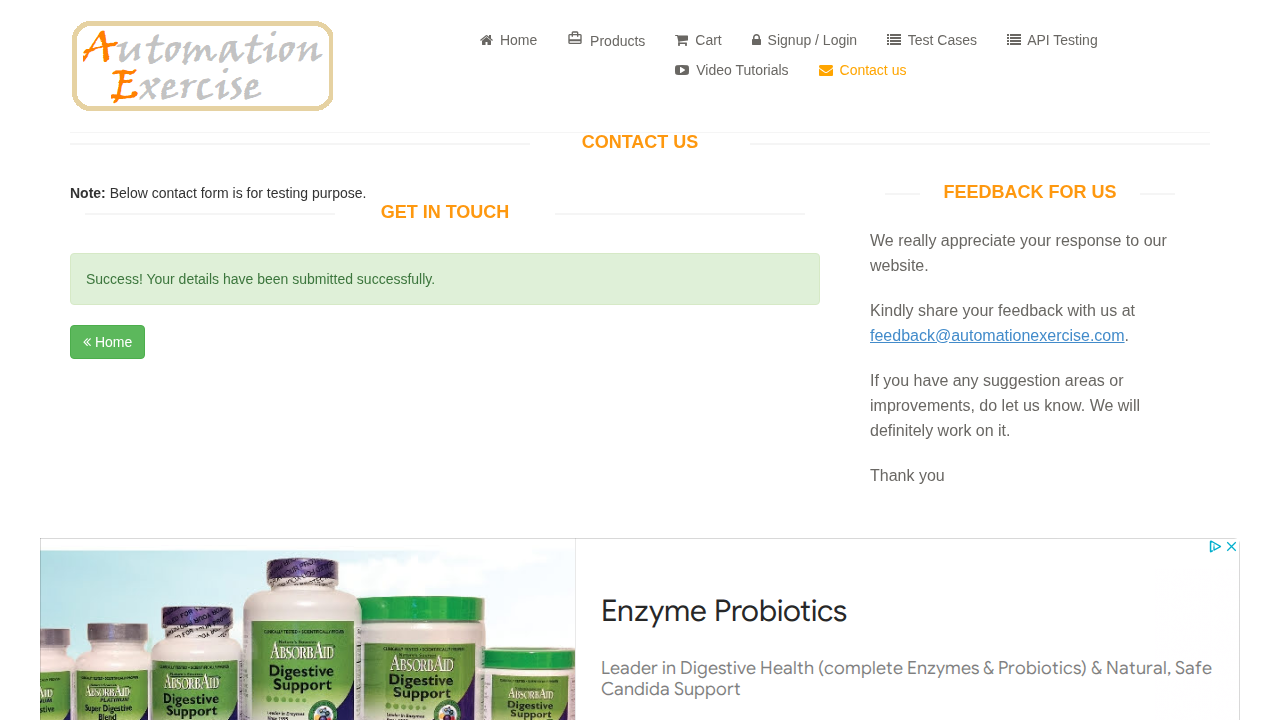 Automation
Exercise
Home
Products
Cart
Signup / Login
Test Cases
API Testing
Video Tutorials
Contact us
CONTACT US
Note: Below contact form is for testing purpose.
GET IN TOUCH
Success! Your details have been submitted successfully.
« Home
FEEDBACK FOR US
We really appreciate your response to our
website.
Kindly share your feedback with us at
feedback@automationexercise.com.
If you have any suggestion areas or
improvements, do let us know. We will
definitely work on it.
Thank you
Enzyme Probiotics
Leader in Digestive Health (complete Enzymes & Probiotics) & Natural, Safe
Candida Support
ABSORBAID
Digestive
Support
ABSORBAID
Digestive
Support
ABSORBAID
Digestive
Support
ABSORBAID
Digestive
Support
ABSORBAID
PLATINUM
Super Digestive
Blend